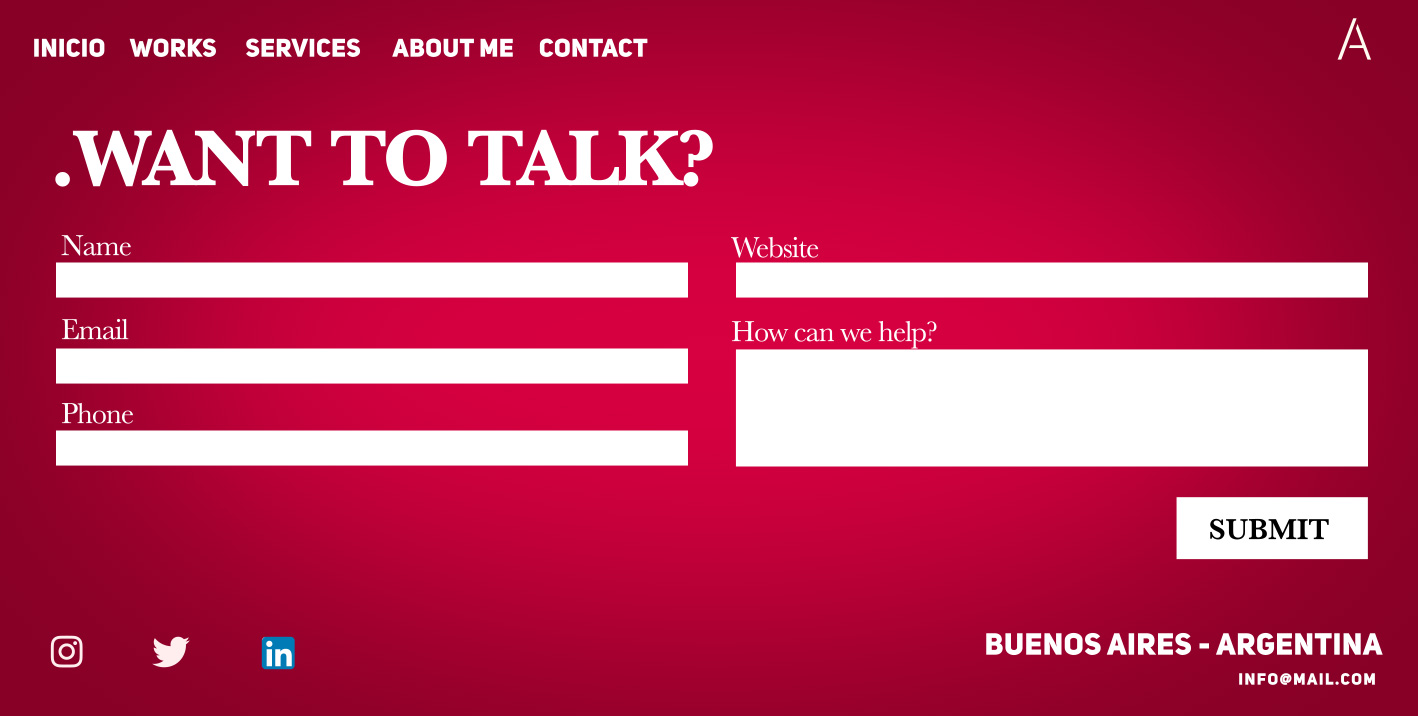 INICIO WORKS SERVICES ABOUT ME CONTACT
A
.WANT TO TALK?
Name
Website
Email
How can we help?
Phone
SUBMIT
in
BUENOS AIRES - ARGENTINA
INFO@MAIL.COM